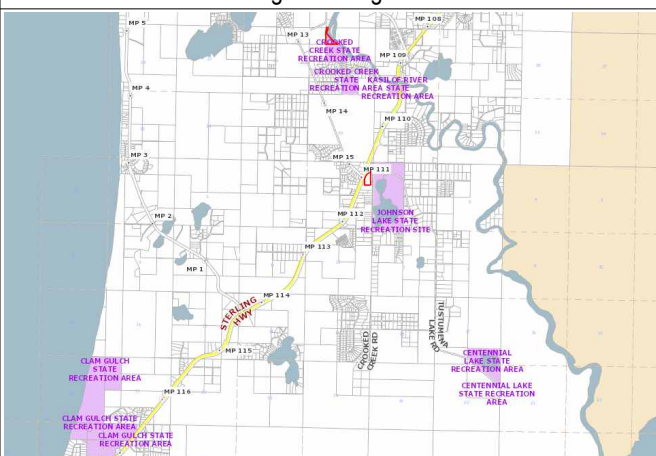 MP 5
MP 108
MP 13
CROOKED
CREEK STATE
RECREATION AREA
MP 109
CROOKED CREEK
STATE
RECREATION AREA
KASILOF RIVER
STATE
RECREATION AREA
MP 4
MP 14
MP 110
MP 3
MP 15
MP 111
MP 2
MP 112
JOHNSON
LAKE STATE
RECREATION SITE
MP 113
MP 1
MP 114
STERLING
HWY
CROOKED
CREEK RD
TUSTUMENA
LAKE RD
MP 115
CENTENNIAL
LAKE STATE
RECREATION AREA
CLAM GULCH
STATE
RECREATION AREA
CENTENNIAL LAKE
STATE RECREATION
AREA
MP 116
CLAM GULCH STATE
RECREATION AREA
CLAM GULCH STATE
RECREATION AREA